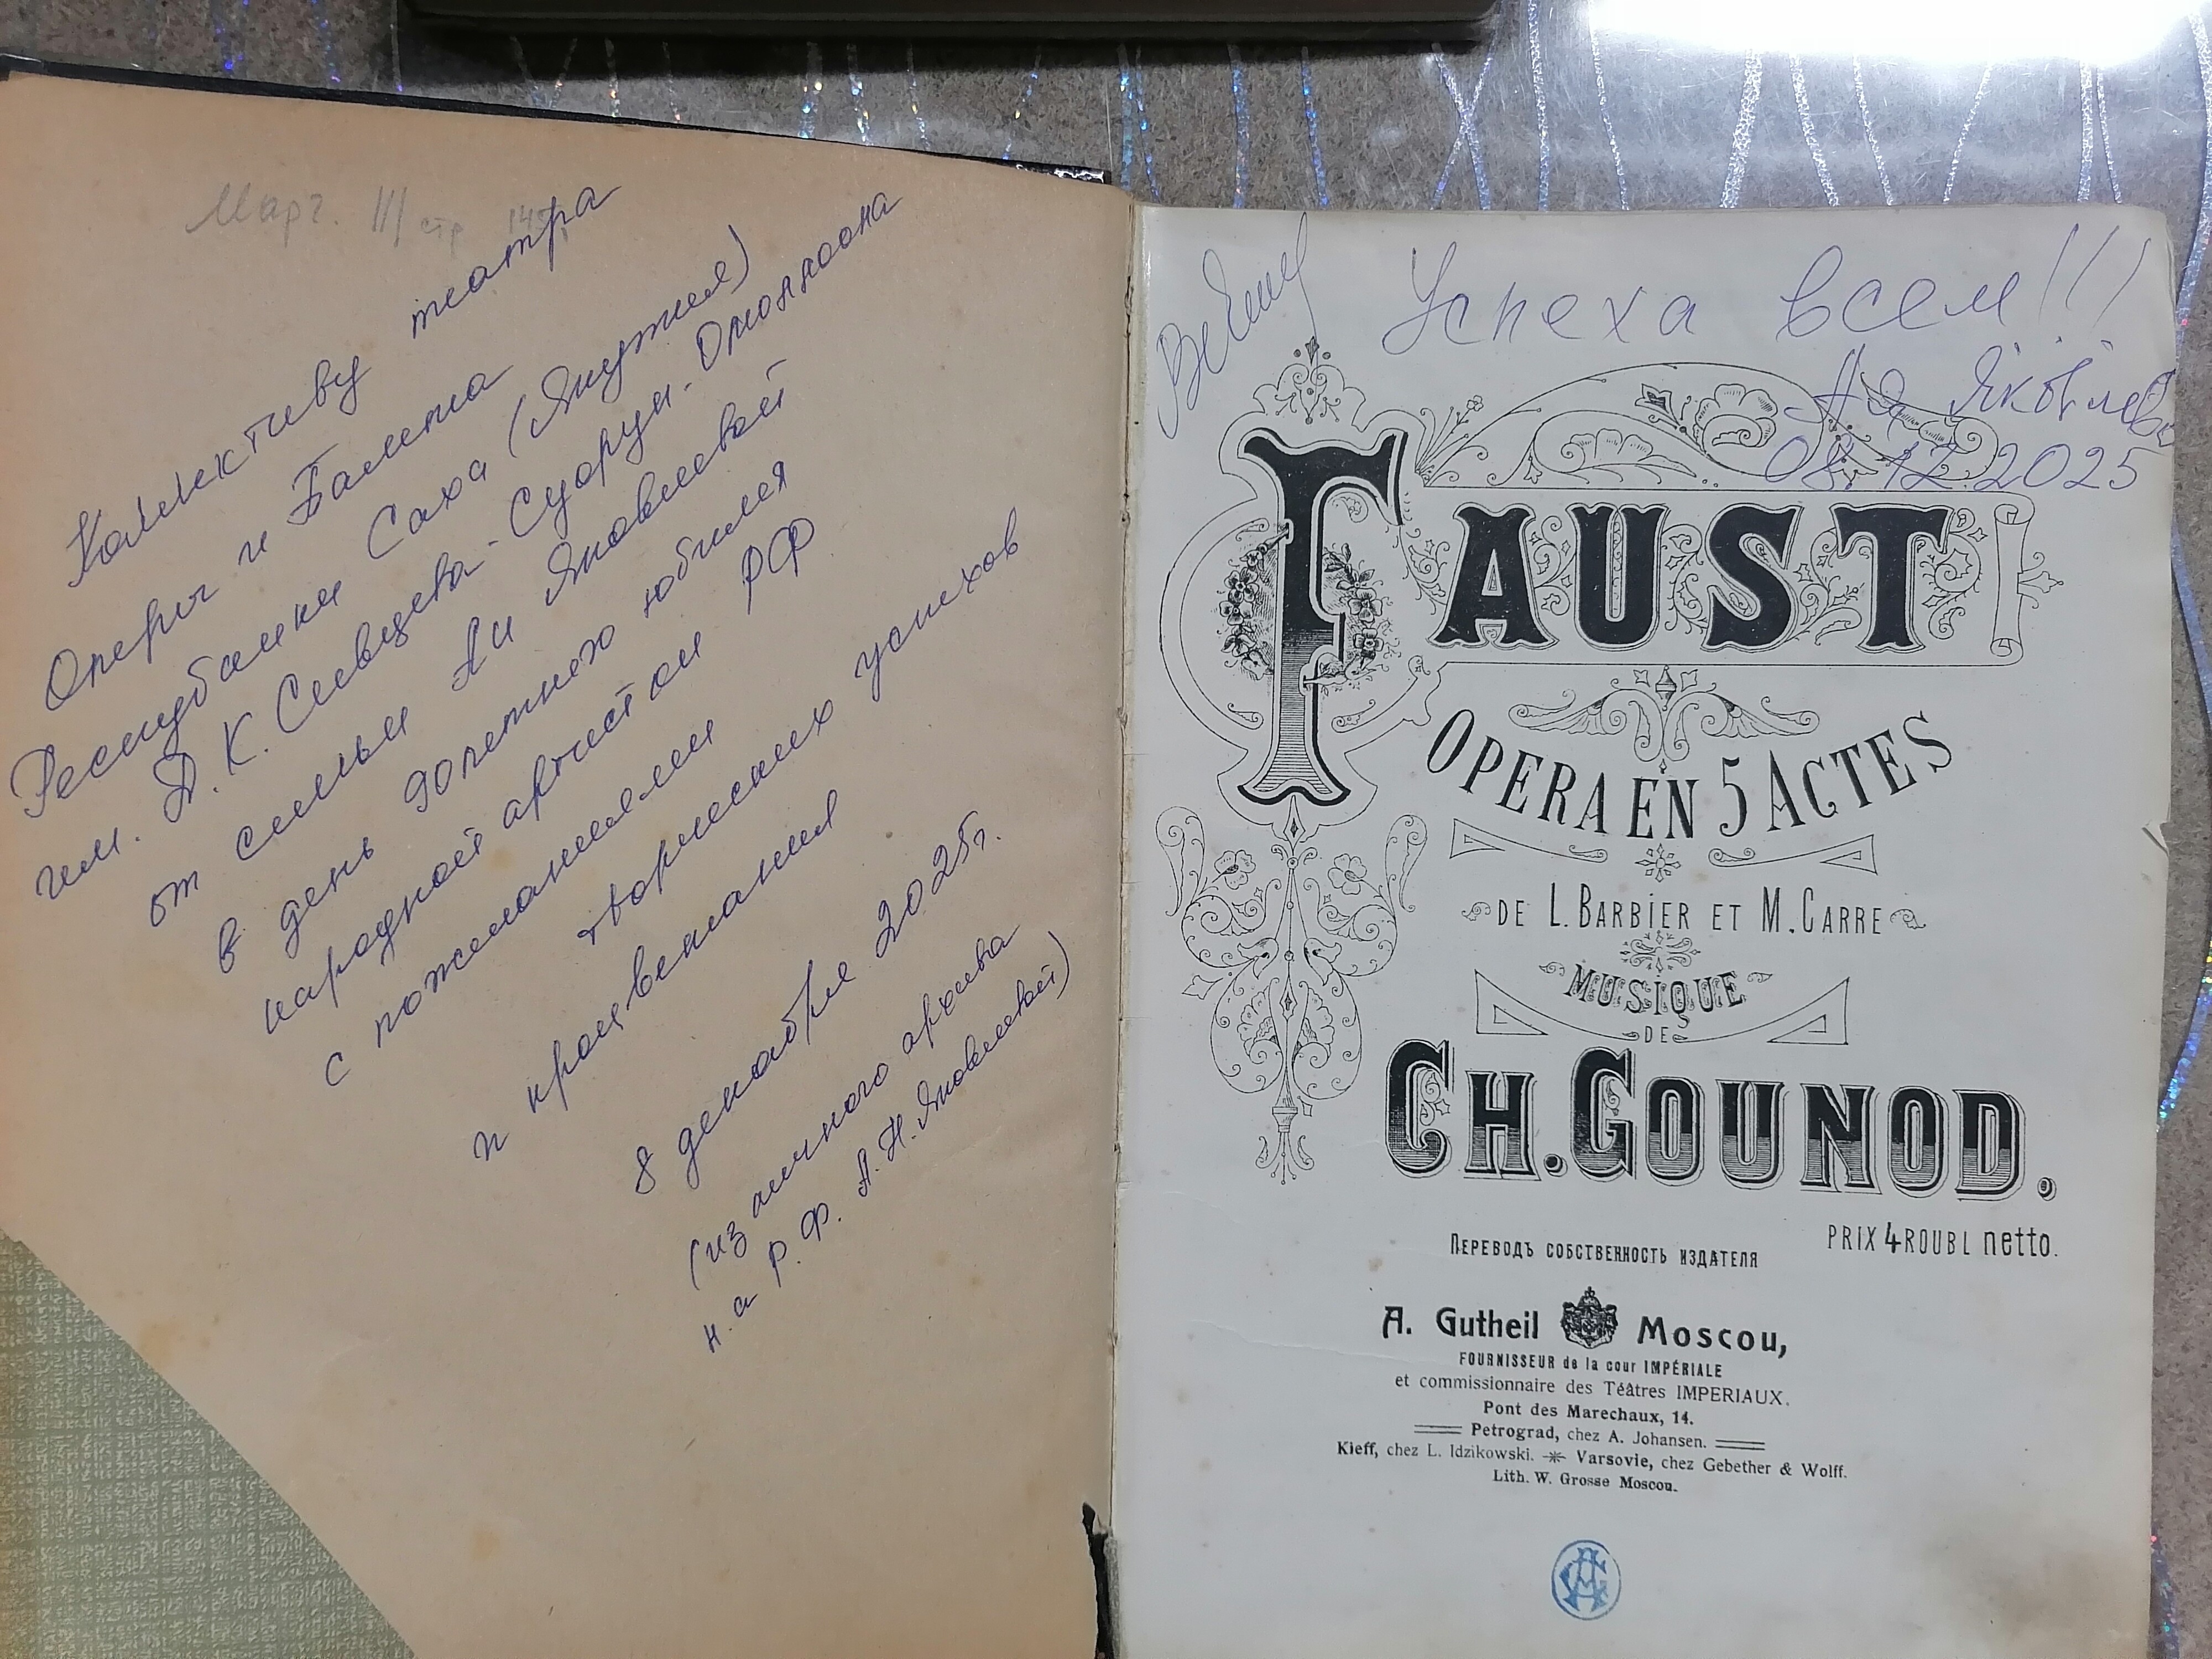 Марг. III стр
Коллективу театра
Оперы и Балета
Республики Саха (Якутия)
им. Д. К. Сивцева-Суорун-Омоллоона
от семьи Аи Яковлевой
в день 90летнего юбилея
народной артистки РФ
с пожеланиями
творческих успехов
и процветания
8 декабря 2025г.
(из личного архива
н.а Р.Ф. А.Н.Яковлевой)
Успеха всем!!!
Ая Яковлева
08.12.2025
FAUST
OPERA EN 5 ACTES
DE L. BARBIER ET M. CARRE
MUSIQUE
DE
CH. GOUNOD.
PRIX 4 ROUBL netto.
ПЕРЕВОДЪ СОБСТВЕННОСТЬ ИЗДАТЕЛЯ
A. Gutheil Moscou,
FOURNISSEUR de la cour IMPÉRIALE
et commissionnaire des Téâtres IMPERIAUX.
Pont des Marechaux, 14.
Petrograd, chez A. Johansen.
Kieff, chez L. Idzikowski. Varsovie, chez Gebether & Wolff.
Lith. W. Grosse Moscou.